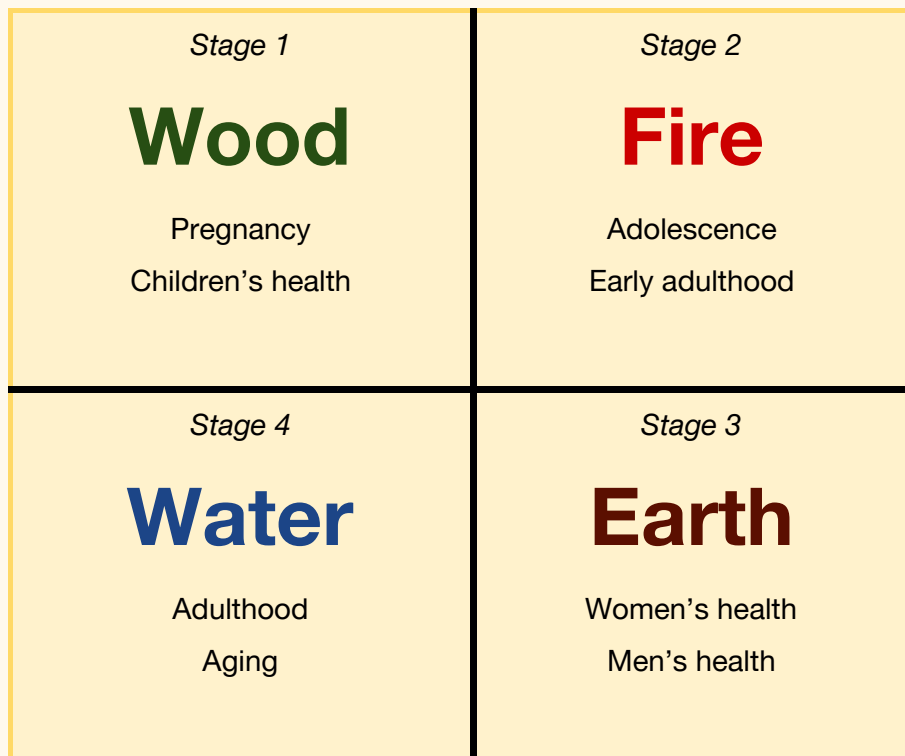 Stage 1
Wood
Pregnancy
Children’s health
Stage 2
Fire
Adolescence
Early adulthood
Stage 4
Water
Adulthood
Aging
Stage 3
Earth
Women’s health
Men’s health